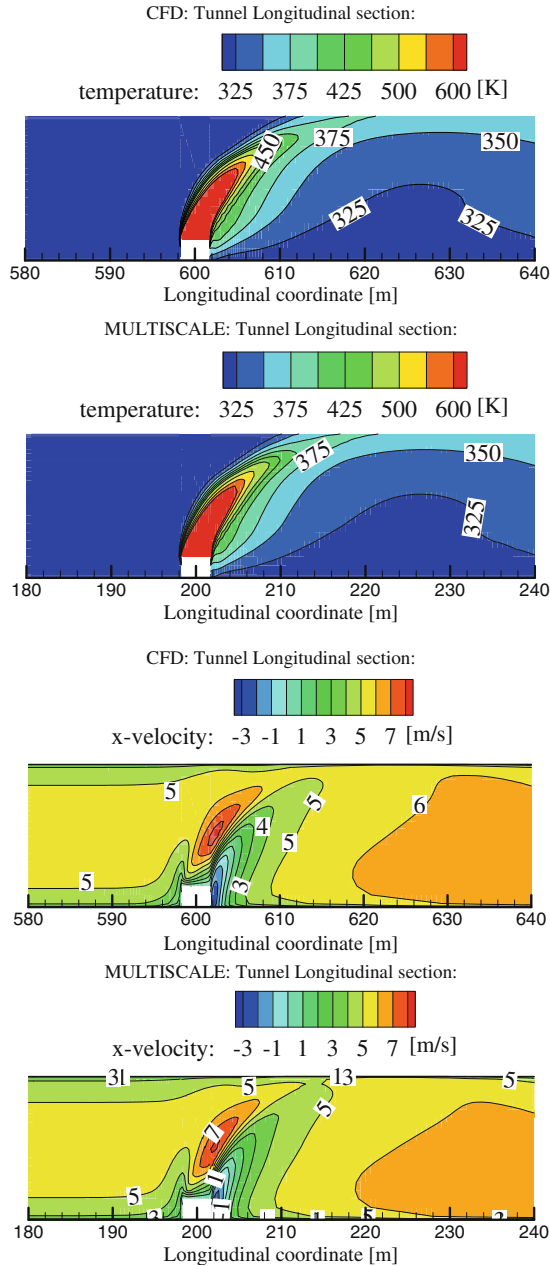 CFD: Tunnel Longitudinal section:
temperature: 325 375 425 500 600 [K]
450
375
350
325
325
580 590 600 610 620 630 640
Longitudinal coordinate [m]
MULTISCALE: Tunnel Longitudinal section:
temperature: 325 375 425 500 600 [K]
375
350
325
180 190 200 210 220 230 240
Longitudinal coordinate [m]
CFD: Tunnel Longitudinal section:
x-velocity: -3 -1 1 3 5 7 [m/s]
5
5
6
4
5
5
3
580 590 600 610 620 630 640
Longitudinal coordinate [m]
MULTISCALE: Tunnel Longitudinal section:
x-velocity: -3 -1 1 3 5 7 [m/s]
31
5
13
5
5
7
1
5
1
180 190 200 210 220 230 240
Longitudinal coordinate [m]